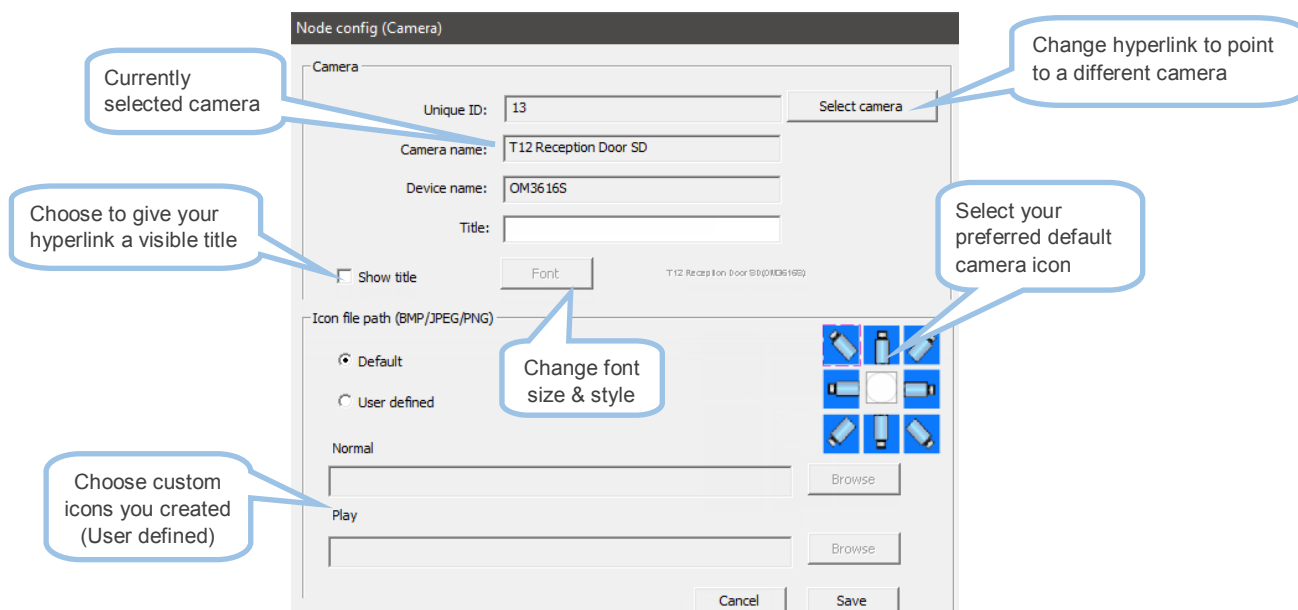 Node config (Camera)
Change hyperlink to point
to a different camera
Currently
selected camera
Camera
Unique ID:
13
Select camera
Camera name:
T12 Reception Door SD
Device name:
OM3616S
Title:
Choose to give your
hyperlink a visible title
Select your
preferred default
camera icon
Show title
Font
T12 Reception Door SD(OM3616S)
Icon file path (BMP/JPEG/PNG)
Default
User defined
Change font
size & style
Normal
Browse
Choose custom
icons you created
(User defined)
Play
Browse
Cancel
Save